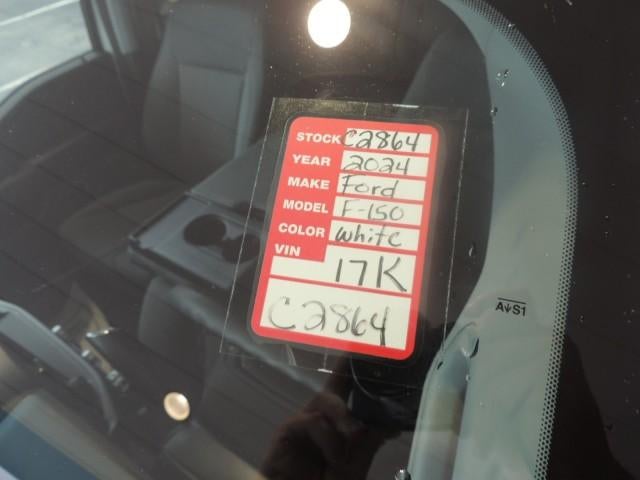 STOCK C2864
YEAR 2024
MAKE Ford
MODEL F-150
COLOR white
VIN
17K
C2864
A↓S1